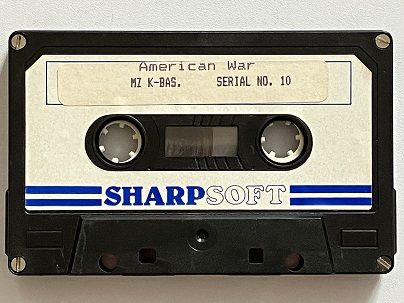 American War
MZ K-BAS. SERIAL NO. 10
SHARPSOFT